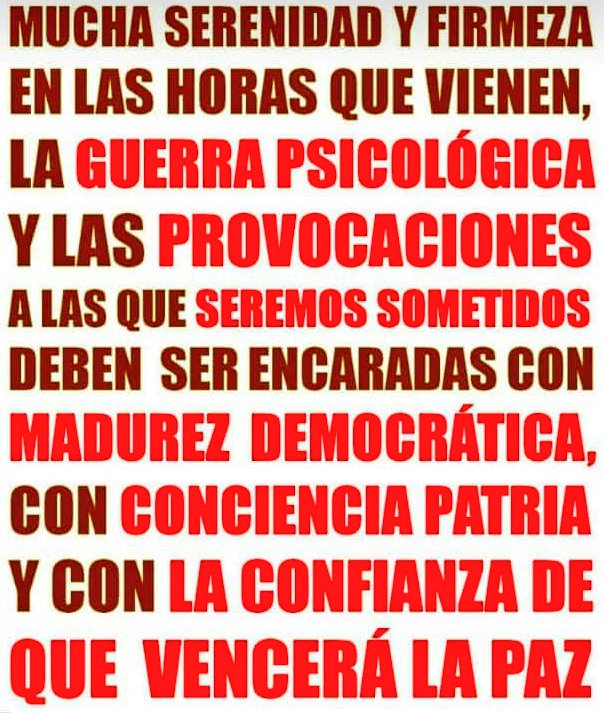 MUCHA SERENIDAD Y FIRMEZA
EN LAS HORAS QUE VIENEN,
LA GUERRA PSICOLÓGICA
Y LAS PROVOCACIONES
A LAS QUE SEREMOS SOMETIDOS
DEBEN SER ENCARADAS CON
MADUREZ DEMOCRÁTICA,
CON CONCIENCIA PATRIA
Y CON LA CONFIANZA DE
QUE VENCERÁ LA PAZ